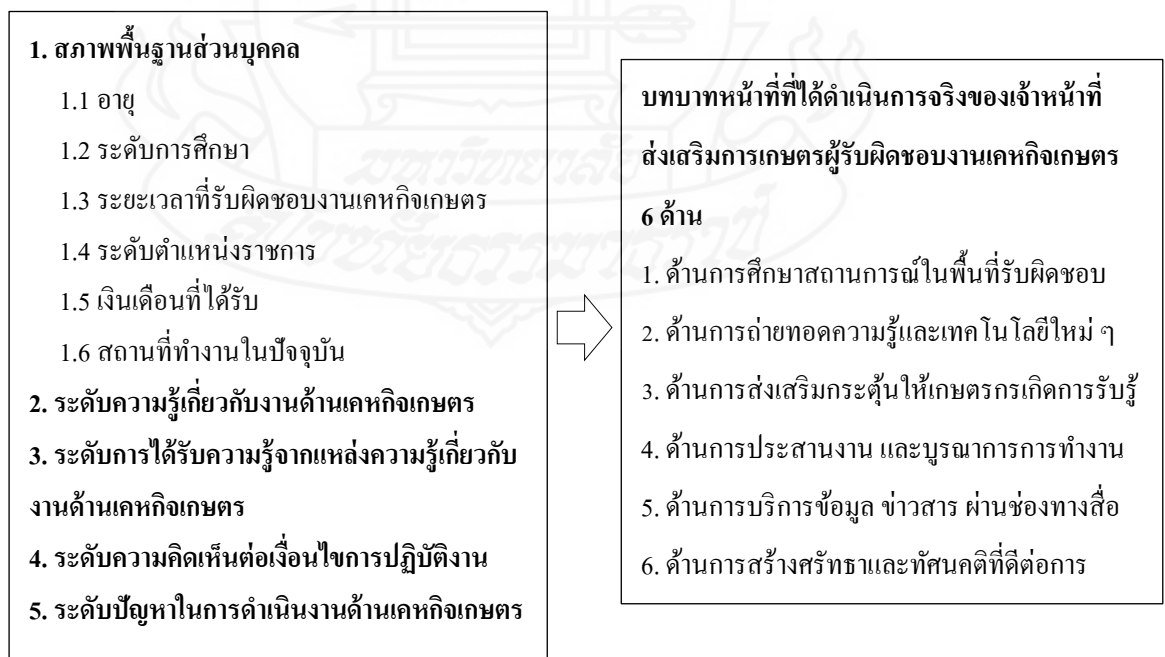 1. สภาพพื้นฐานส่วนบุคคล
1.1 อายุ
1.2 ระดับการศึกษา
1.3 ระยะเวลาที่รับผิดชอบงานเคหกิจเกษตร
1.4 ระดับตำแหน่งราชการ
1.5 เงินเดือนที่ได้รับ
1.6 สถานที่ทำงานในปัจจุบัน
2. ระดับความรู้เกี่ยวกับงานด้านเคหกิจเกษตร
3. ระดับการได้รับความรู้จากแหล่งความรู้เกี่ยวกับ
งานด้านเคหกิจเกษตร
4. ระดับความคิดเห็นต่อเงื่อนไขการปฏิบัติงาน
5. ระดับปัญหาในการดำเนินงานด้านเคหกิจเกษตร
บทบาทหน้าที่ที่ได้ดำเนินการจริงของเจ้าหน้าที่
ส่งเสริมการเกษตรผู้รับผิดชอบงานเคหกิจเกษตร
6 ด้าน
1. ด้านการศึกษาสถานการณ์ในพื้นที่รับผิดชอบ
2. ด้านการถ่ายทอดความรู้และเทคโนโลยีใหม่ ๆ
3. ด้านการส่งเสริมกระตุ้นให้เกษตรกรเกิดการรับรู้
4. ด้านการประสานงาน และบูรณาการการทำงาน
5. ด้านการบริการข้อมูล ข่าวสาร ผ่านช่องทางสื่อ
6. ด้านการสร้างศรัทธาและทัศนคติที่ดีต่อการ
มหาวิทยาลัย
สุโขทัยธรรมาธิราช